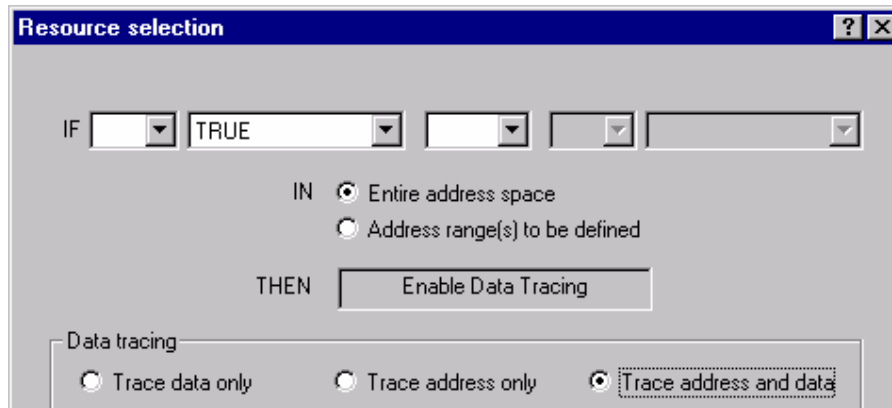 Resource selection
IF TRUE
IN Entire address space
Address range(s) to be defined
THEN Enable Data Tracing
Data tracing
Trace data only Trace address only Trace address and data